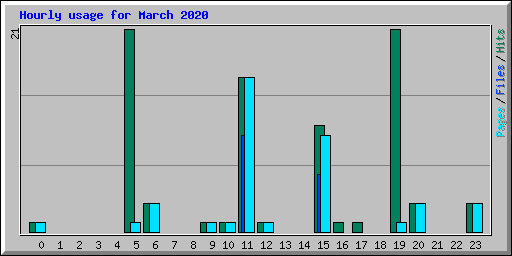 Hourly usage for March 2020
21
Pages/Files/Hits
0 1 2 3 4 5 6 7 8 9 10 11 12 13 14 15 16 17 18 19 20 21 22 23